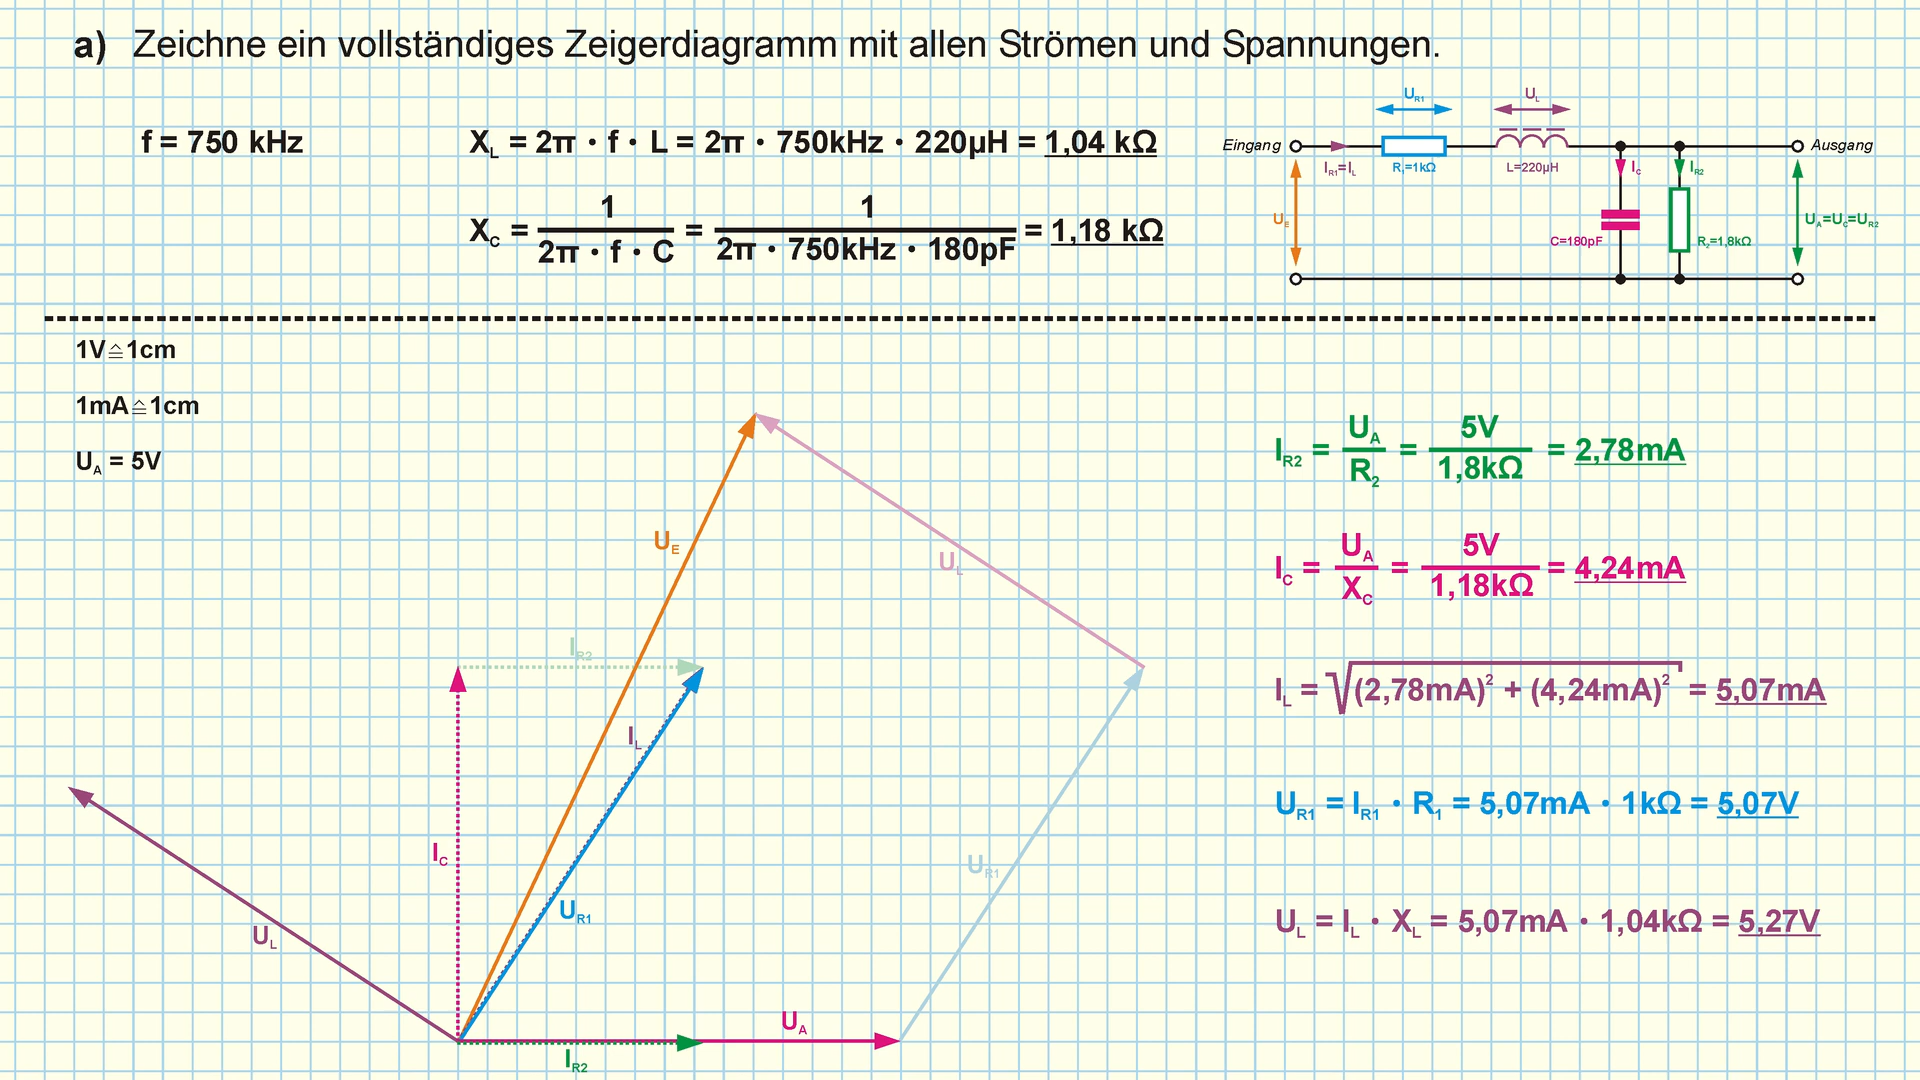 a) Zeichne ein vollständiges Zeigerdiagramm mit allen Strömen und Spannungen.
f = 750 kHz
X_L = 2π · f · L = 2π · 750kHz · 220µH = 1,04 kΩ
X_C = 1 / (2π · f · C) = 1 / (2π · 750kHz · 180pF) = 1,18 kΩ
U_R1
U_L
Eingang
Ausgang
I_R1=I_L
R_1=1kΩ
L=220µH
I_C
I_R2
U_E
U_A=U_C=U_R2
C=180pF
R_2=1,8kΩ
1V≙1cm
1mA≙1cm
U_A = 5V
U_E
U_L
I_R2
I_L
I_C
U_R1
U_R1
U_L
U_A
I_R2
I_R2 = U_A / R_2 = 5V / 1,8kΩ = 2,78mA
I_C = U_A / X_C = 5V / 1,18kΩ = 4,24mA
I_L = √((2,78mA)² + (4,24mA)²) = 5,07mA
U_R1 = I_R1 · R_1 = 5,07mA · 1kΩ = 5,07V
U_L = I_L · X_L = 5,07mA · 1,04kΩ = 5,27V